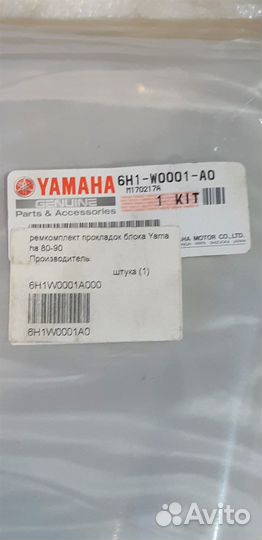 YAMAHA
GENUINE
Parts & Accessories
6H1-W0001-A0
M170217A
1 KIT
YAMAHA MOTOR CO., LTD.
ремкомплект прокладок блока Yama
ha 80-90
Производитель:
штука (1)
6H1W0001A000
6H1W0001A0
Avito